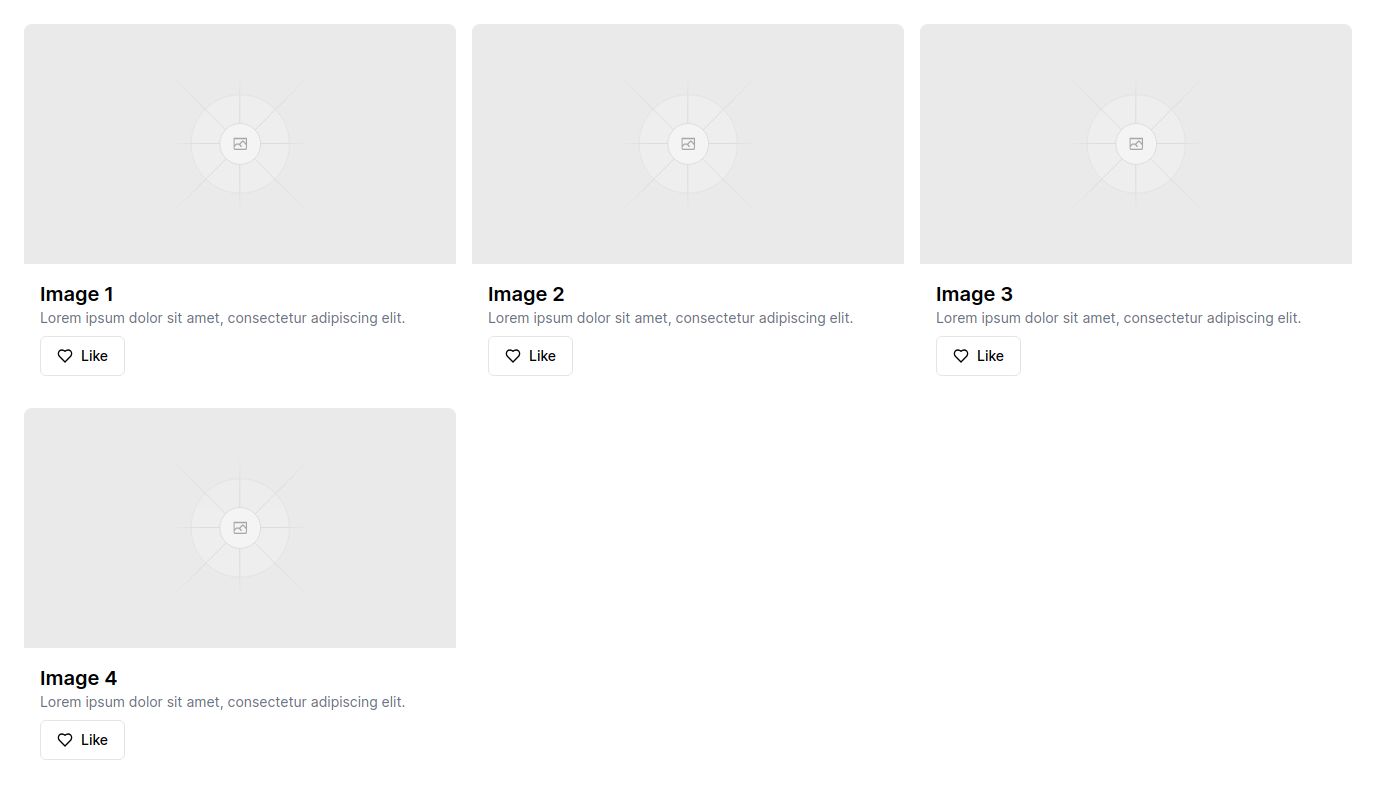 Image 1
Lorem ipsum dolor sit amet, consectetur adipiscing elit.
Like
Image 2
Lorem ipsum dolor sit amet, consectetur adipiscing elit.
Like
Image 3
Lorem ipsum dolor sit amet, consectetur adipiscing elit.
Like
Image 4
Lorem ipsum dolor sit amet, consectetur adipiscing elit.
Like